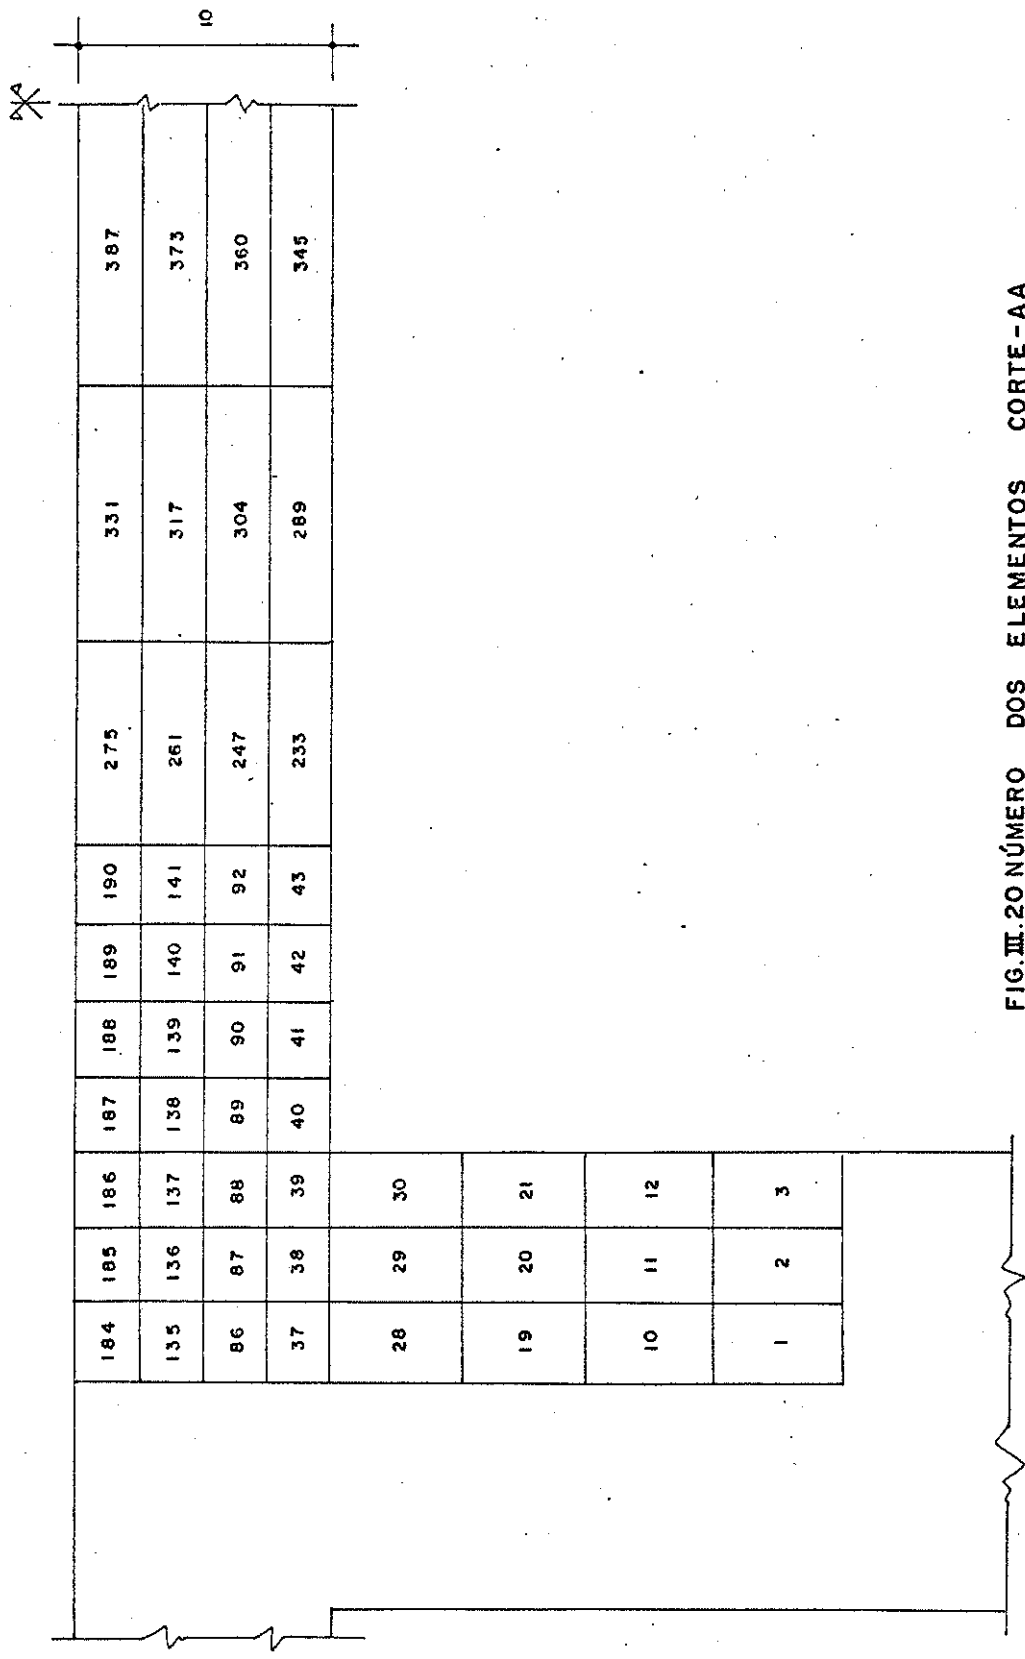 10
184 185 186 187 188 189 190 275 331 387
135 136 137 138 139 140 141 261 317 373
86 87 88 89 90 91 92 247 304 360
37 38 39 40 41 42 43 233 289 345
28 29 30
19 20 21
10 11 12
1 2 3
FIG.III.20 NÚMERO DOS ELEMENTOS CORTE-AA